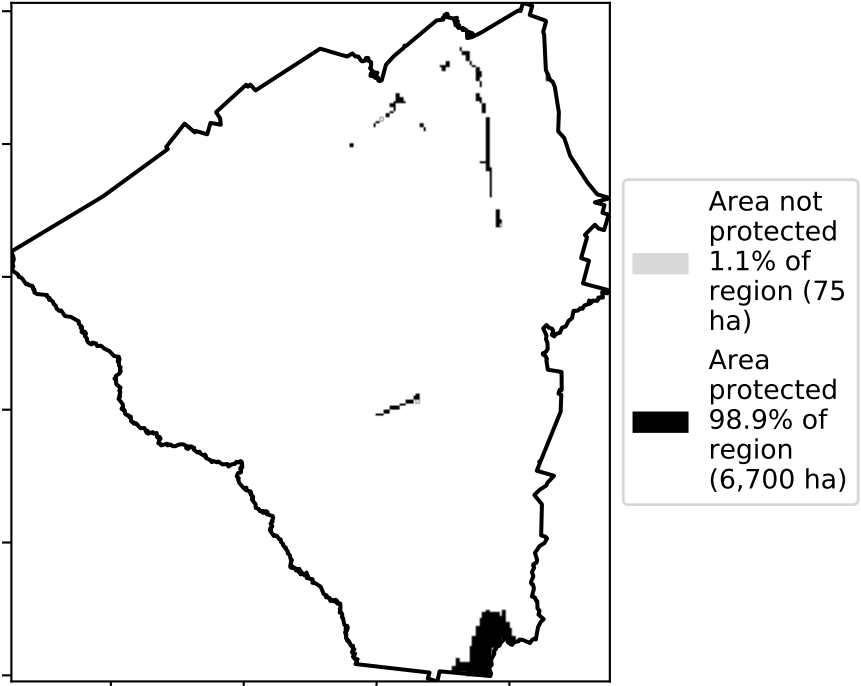 Area not
protected
1.1% of
region (75
ha)
Area
protected
98.9% of
region
(6,700 ha)